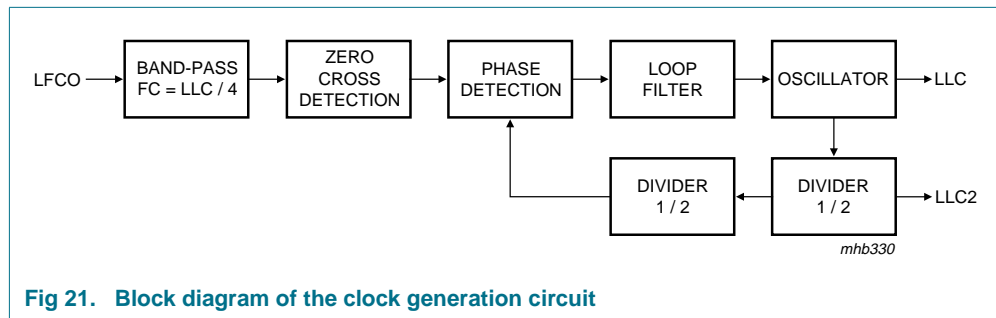 LFCO
BAND-PASS
FC = LLC / 4
ZERO
CROSS
DETECTION
PHASE
DETECTION
LOOP
FILTER
OSCILLATOR
LLC
DIVIDER
1 / 2
DIVIDER
1 / 2
LLC2
mhb330
Fig 21. Block diagram of the clock generation circuit